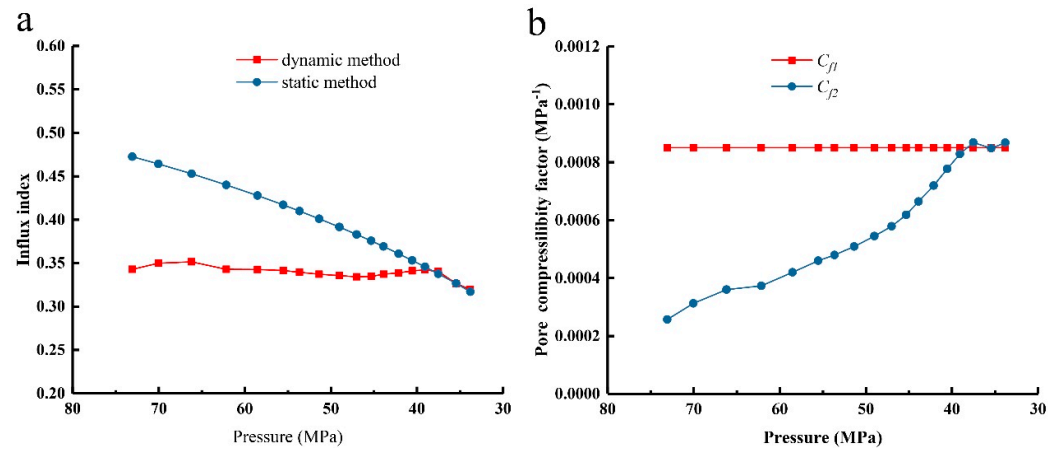 a
0.60
0.55
0.50
0.45
0.40
0.35
0.30
0.25
0.20
80
70
60
50
40
30
Influx index
Pressure (MPa)
dynamic method
static method
b
0.0012
0.0010
0.0008
0.0006
0.0004
0.0002
0.0000
80
70
60
50
40
30
Pore compressilibity factor (MPa⁻¹)
Pressure (MPa)
Cf1
Cf2